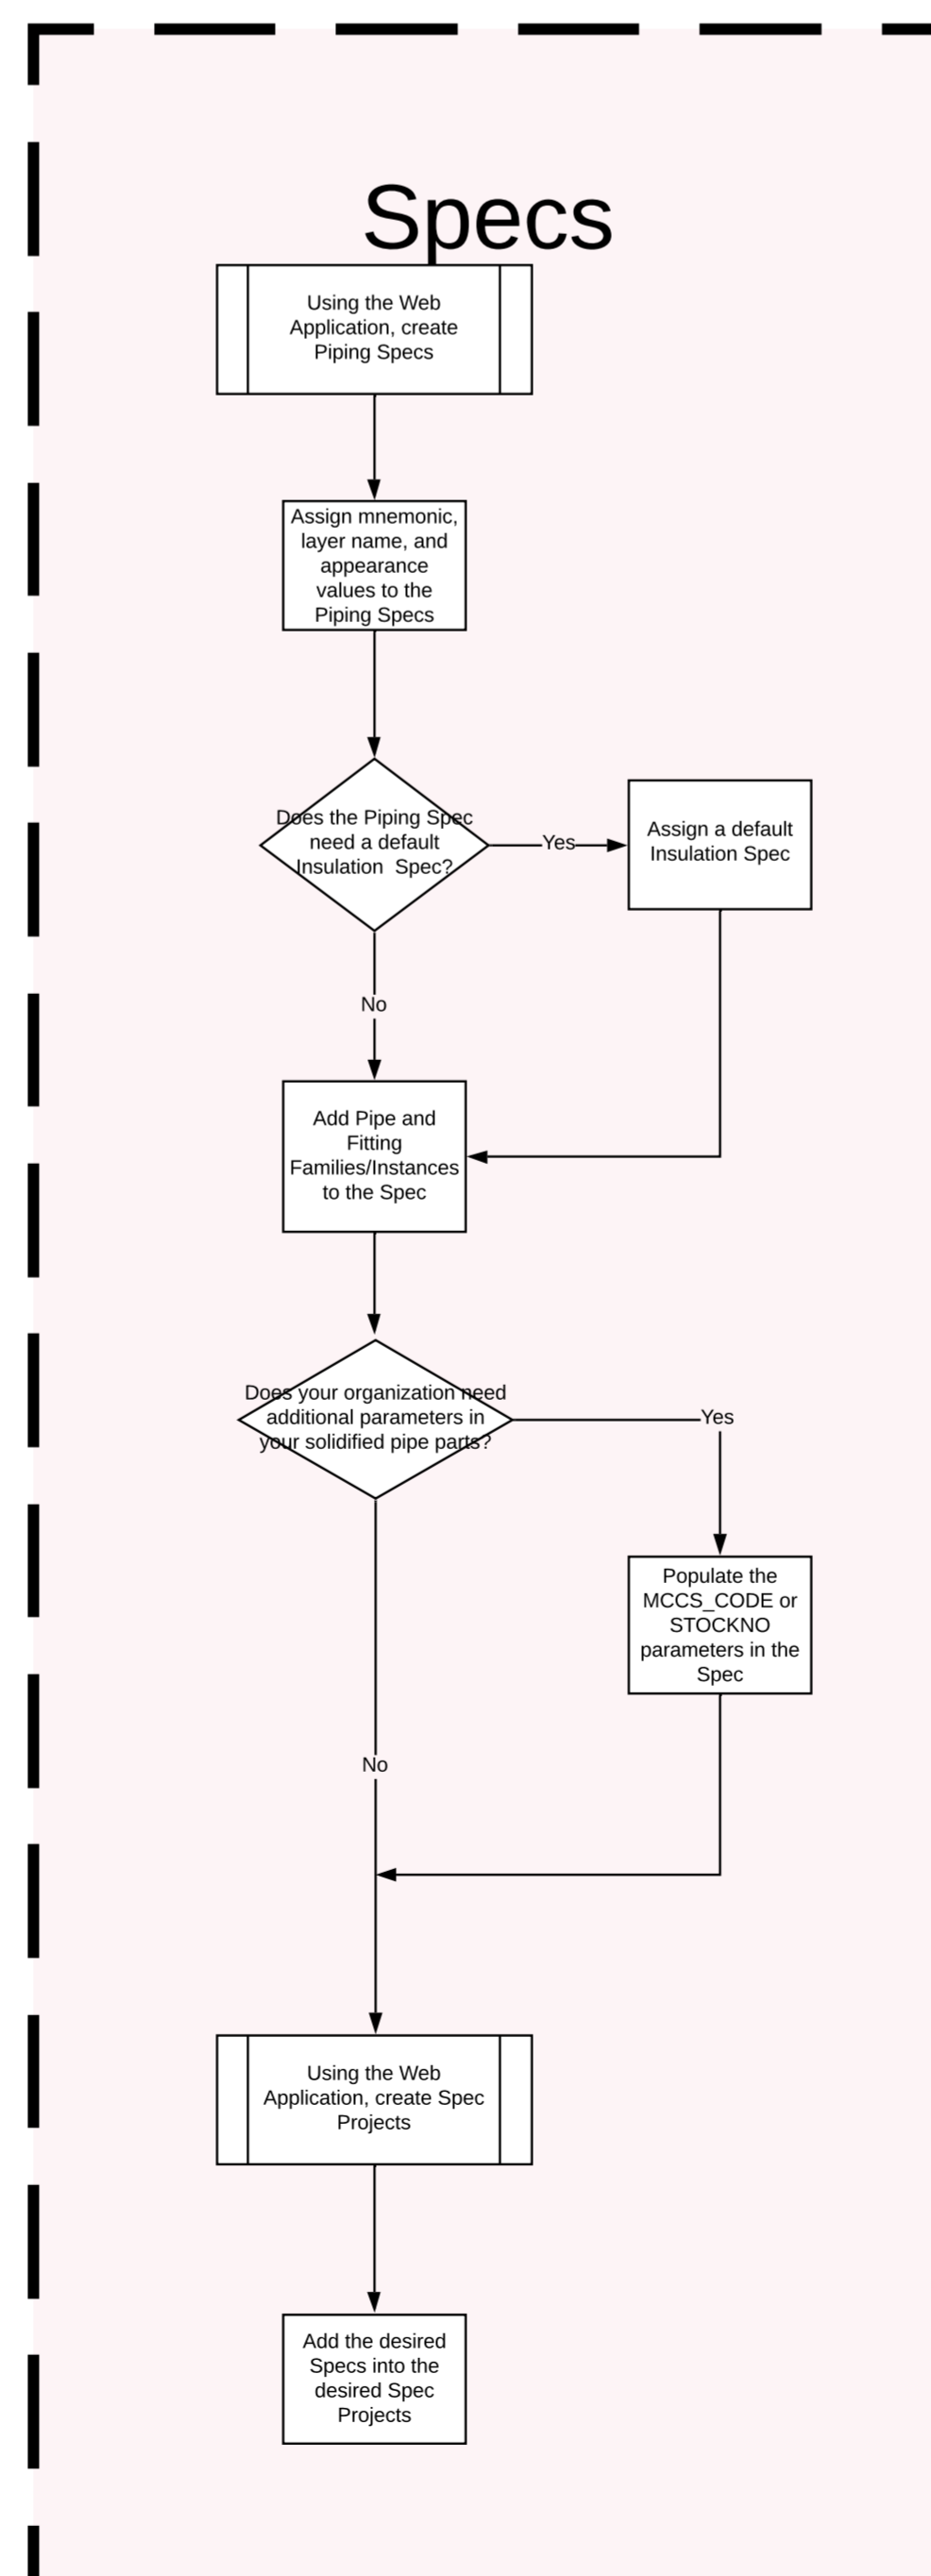 Specs
Using the Web
Application, create
Piping Specs
Assign mnemonic,
layer name, and
appearance
values to the
Piping Specs
Does the Piping Spec
need a default
Insulation  Spec?
Yes
Assign a default
Insulation Spec
No
Add Pipe and
Fitting
Families/Instances
to the Spec
Does your organization need
additional parameters in
your solidified pipe parts?
Yes
Populate the
MCCS_CODE or
STOCKNO
parameters in the
Spec
No
Using the Web
Application, create Spec
Projects
Add the desired
Specs into the
desired Spec
Projects